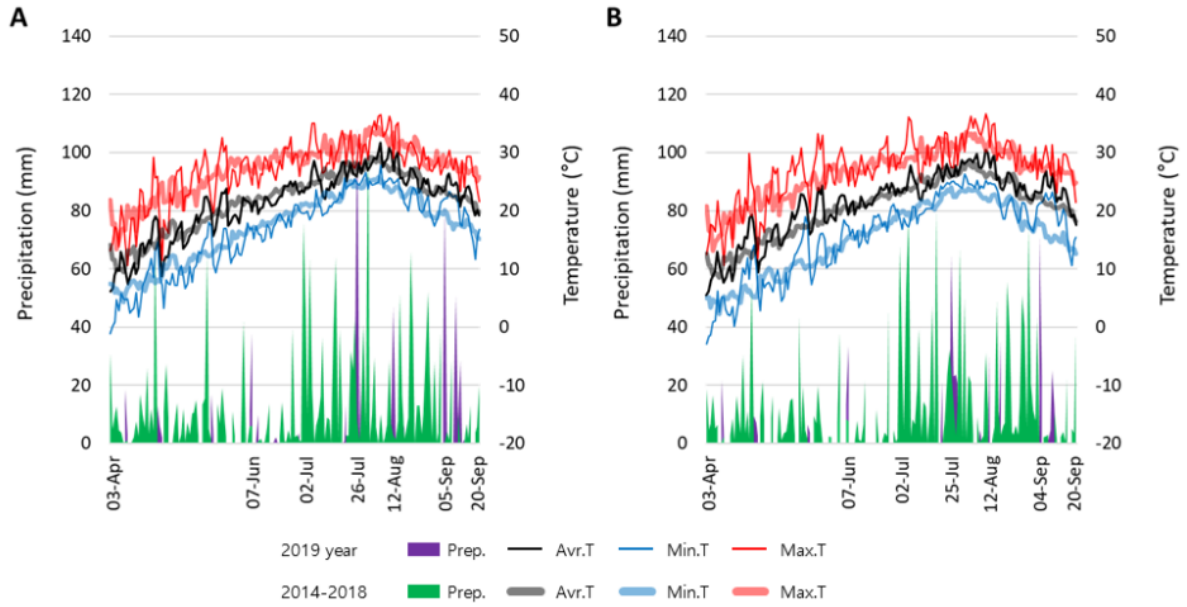 A
B
Precipitation (mm)
140
120
100
80
60
40
20
0
50
40
30
20
10
0
-10
-20
Temperature (°C)
03-Apr
07-Jun
02-Jul
26-Jul
12-Aug
05-Sep
20-Sep
Precipitation (mm)
140
120
100
80
60
40
20
0
50
40
30
20
10
0
-10
-20
Temperature (°C)
03-Apr
07-Jun
02-Jul
25-Jul
12-Aug
04-Sep
20-Sep
2019 year Prep. Avr.T Min.T Max.T
2014-2018 Prep. Avr.T Min.T Max.T